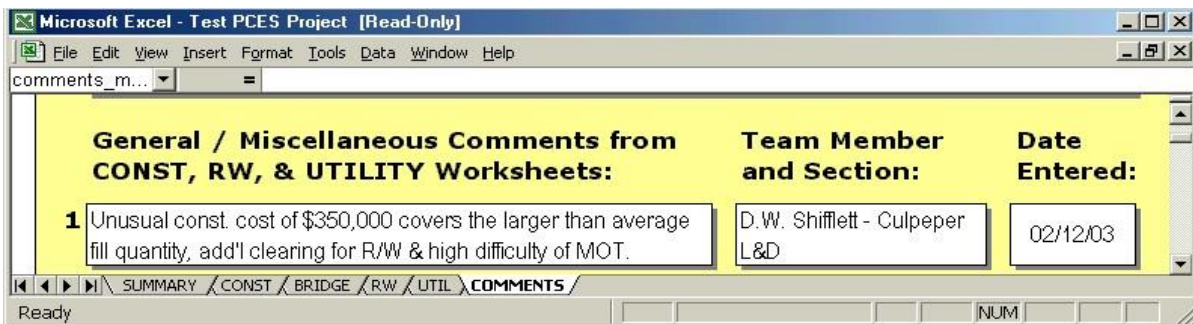 Microsoft Excel - Test PCES Project [Read-Only]
File Edit View Insert Format Tools Data Window Help
comments_m... =
General / Miscellaneous Comments from
CONST, RW, & UTILITY Worksheets:
Team Member
and Section:
Date
Entered:
1 Unusual const. cost of $350,000 covers the larger than average
fill quantity, add'l clearing for R/W & high difficulty of MOT.
D.W. Shifflett - Culpeper
L&D
02/12/03
SUMMARY CONST BRIDGE RW UTIL COMMENTS
Ready NUM